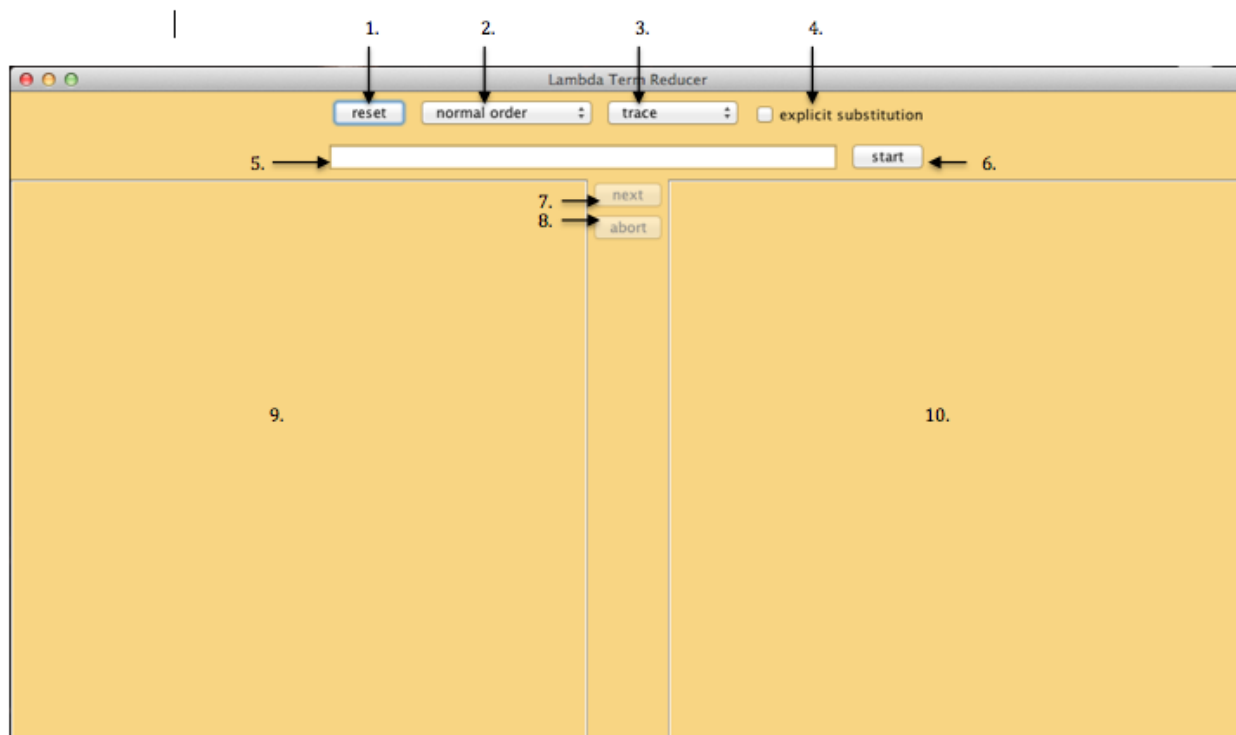 1. 2. 3. 4.
Lambda Term Reducer
reset normal order trace explicit substitution
5. start 6.
7. next
8. abort
9. 10.